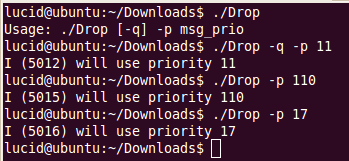 lucid@ubuntu:~/Downloads$ ./Drop
Usage: ./Drop [-q] -p msg_prio
lucid@ubuntu:~/Downloads$ ./Drop -q -p 11
I (5012) will use priority 11
lucid@ubuntu:~/Downloads$ ./Drop -p 110
I (5015) will use priority 110
lucid@ubuntu:~/Downloads$ ./Drop -p 17
I (5016) will use priority 17
lucid@ubuntu:~/Downloads$